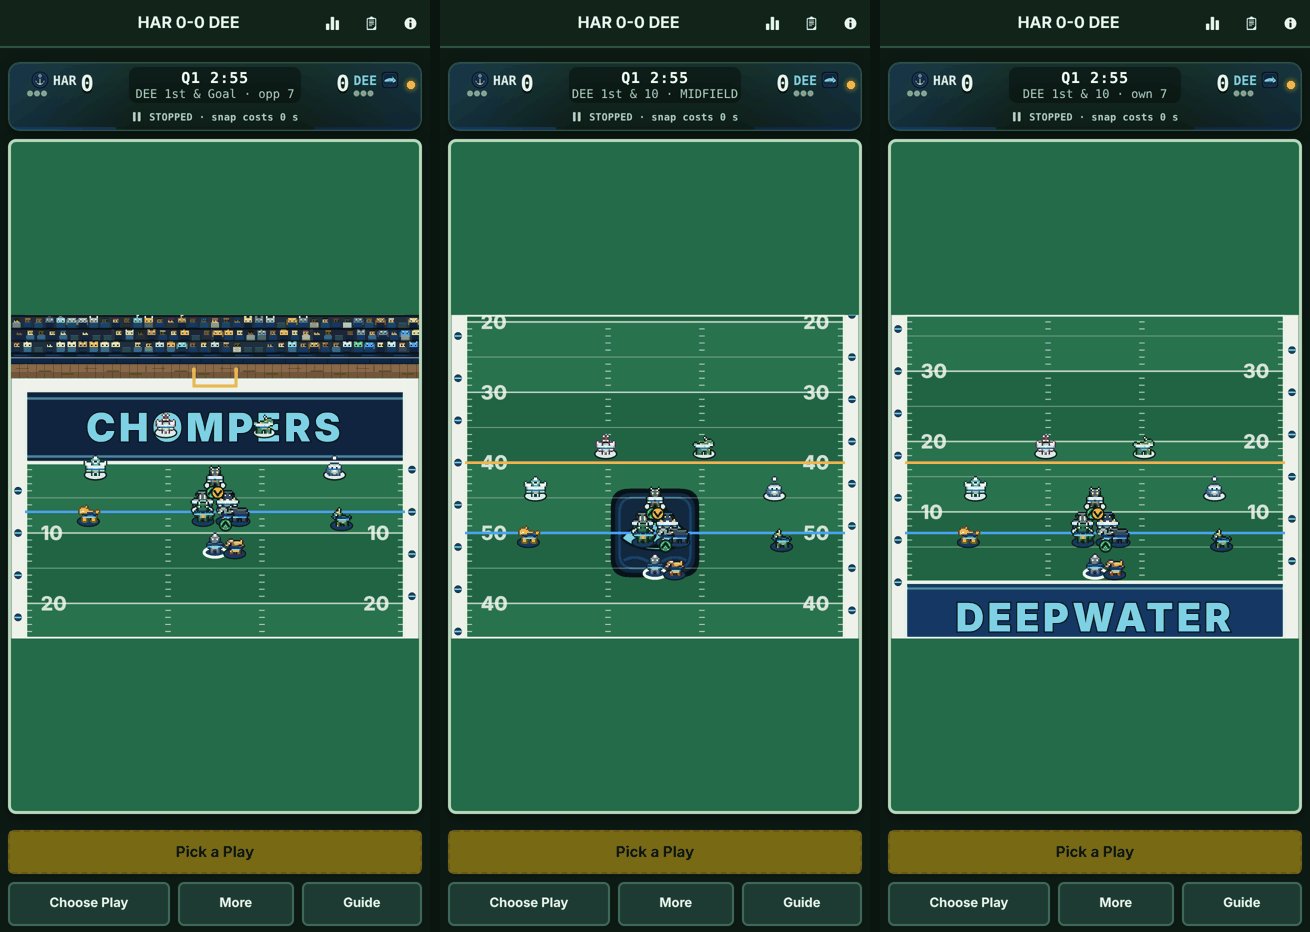 HAR 0-0 DEE
HAR 0
Q1 2:55
DEE 1st & Goal · opp 7
0 DEE
STOPPED · snap costs 0 s
CHOMPERS
10 10
20 20
Pick a Play
Choose Play
More
Guide
HAR 0-0 DEE
HAR 0
Q1 2:55
DEE 1st & 10 · MIDFIELD
0 DEE
STOPPED · snap costs 0 s
20 20
30 30
40 40
50 50
40 40
Pick a Play
Choose Play
More
Guide
HAR 0-0 DEE
HAR 0
Q1 2:55
DEE 1st & 10 · own 7
0 DEE
STOPPED · snap costs 0 s
30 30
20 20
10 10
DEEPWATER
Pick a Play
Choose Play
More
Guide